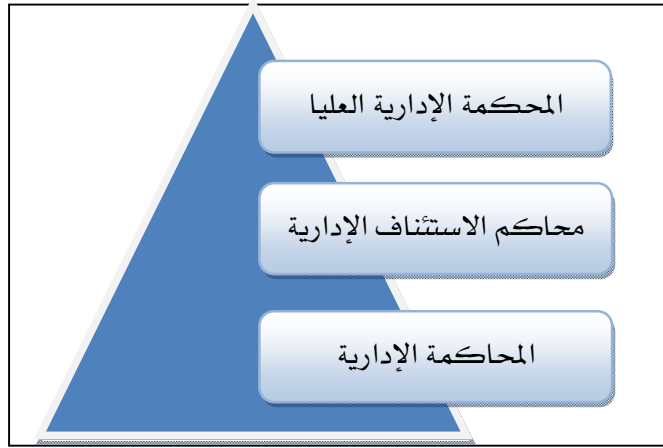 المحكمة الإدارية العليا
محاكم الاستئناف الإدارية
المحاكمة الإدارية